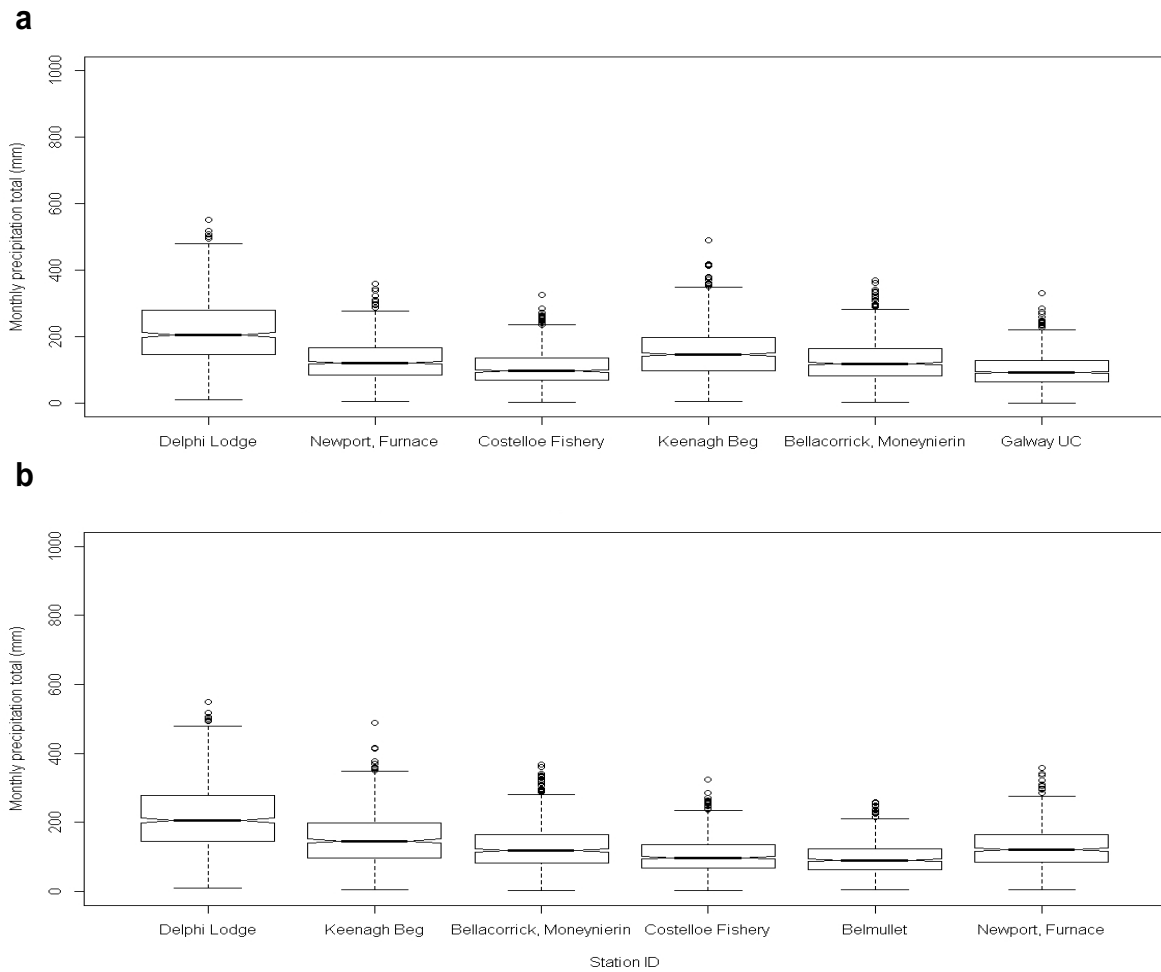 a
Monthly precipitation total (mm)
1000
800
600
400
200
0
Delphi Lodge Newport, Furnace Costelloe Fishery Keenagh Beg Bellacorrick, Moneynierin Galway UC
b
Monthly precipitation total (mm)
1000
800
600
400
200
0
Delphi Lodge Keenagh Beg Bellacorrick, Moneynierin Costelloe Fishery Belmullet Newport, Furnace
Station ID